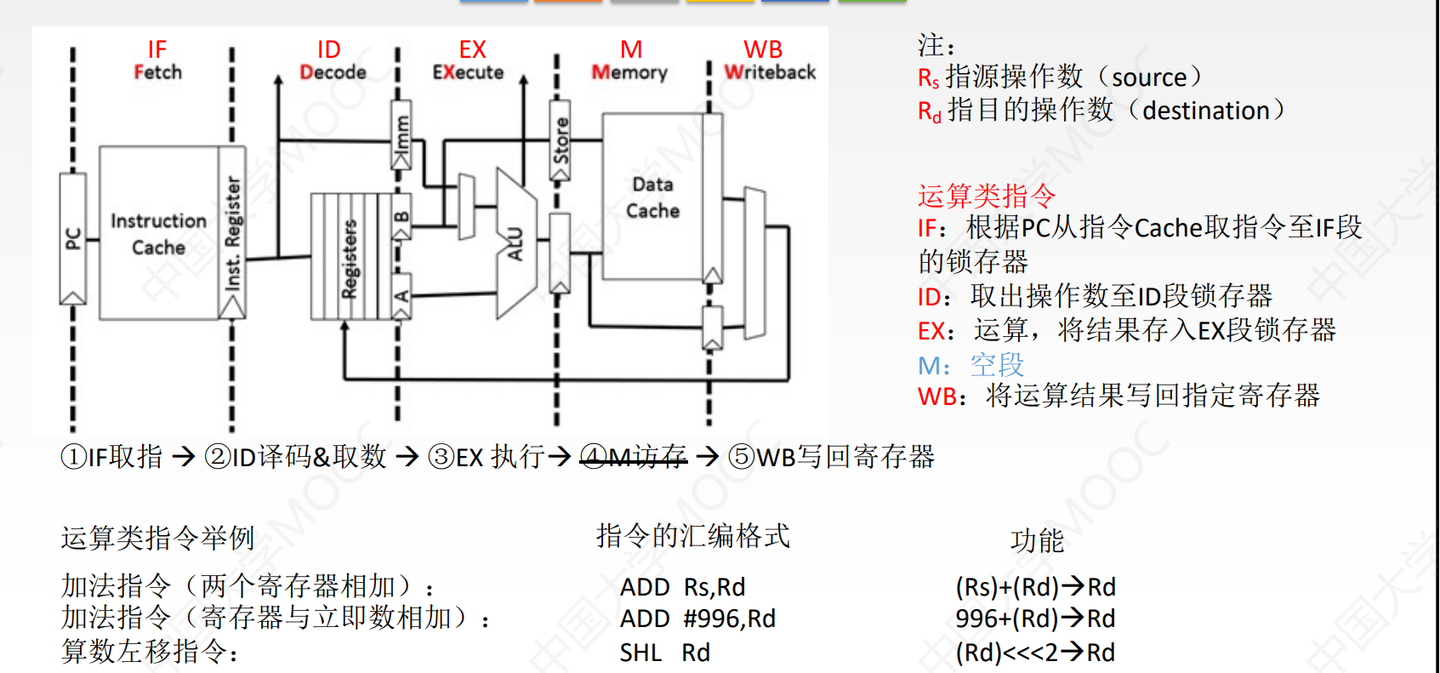 IF ID EX M WB
Fetch Decode EXecute Memory Writeback
PC
Instruction
Cache
Inst. Register
Registers
Imm
B
A
ALU
Store
Data
Cache
注：
Rs 指源操作数（source）
Rd 指目的操作数（destination）
运算类指令
IF：根据PC从指令Cache取指令至IF段
的锁存器
ID：取出操作数至ID段锁存器
EX：运算，将结果存入EX段锁存器
M：空段
WB：将运算结果写回指定寄存器
①IF取指 → ②ID译码&取数 → ③EX 执行→ ④M访存 → ⑤WB写回寄存器
运算类指令举例 指令的汇编格式 功能
加法指令（两个寄存器相加）： ADD Rs,Rd (Rs)+(Rd)→Rd
加法指令（寄存器与立即数相加）： ADD #996,Rd 996+(Rd)→Rd
算数左移指令： SHL Rd (Rd)<<<2→Rd
中国大学MOOC